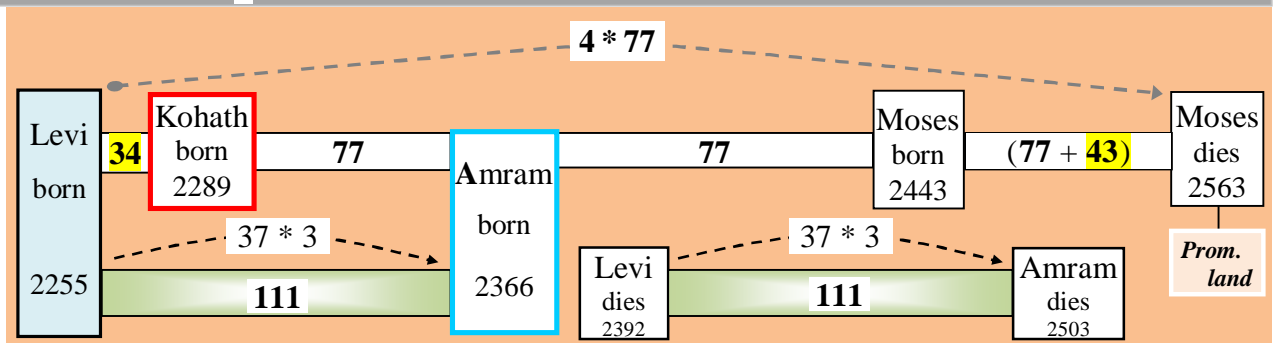 4 * 77
Levi
born
2255
34
Kohath
born
2289
77
Amram
born
2366
77
Moses
born
2443
(77 + 43)
Moses
dies
2563
Prom.
land
37 * 3
111
Levi
dies
2392
37 * 3
111
Amram
dies
2503